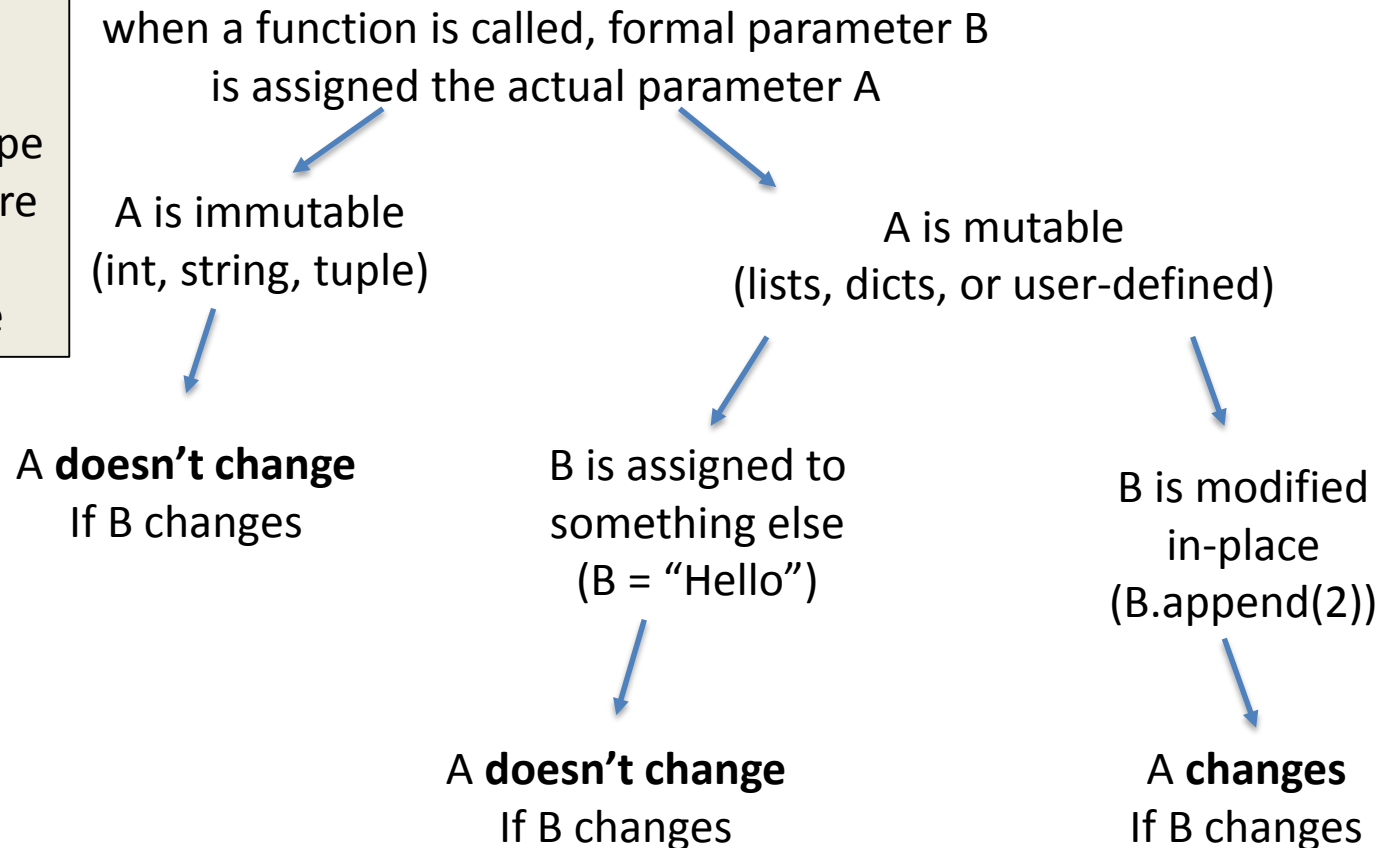 when a function is called, formal parameter B
is assigned the actual parameter A
pe
re
e
A is immutable
(int, string, tuple)
A is mutable
(lists, dicts, or user-defined)
A doesn’t change
If B changes
B is assigned to
something else
(B = “Hello”)
B is modified
in-place
(B.append(2))
A doesn’t change
If B changes
A changes
If B changes